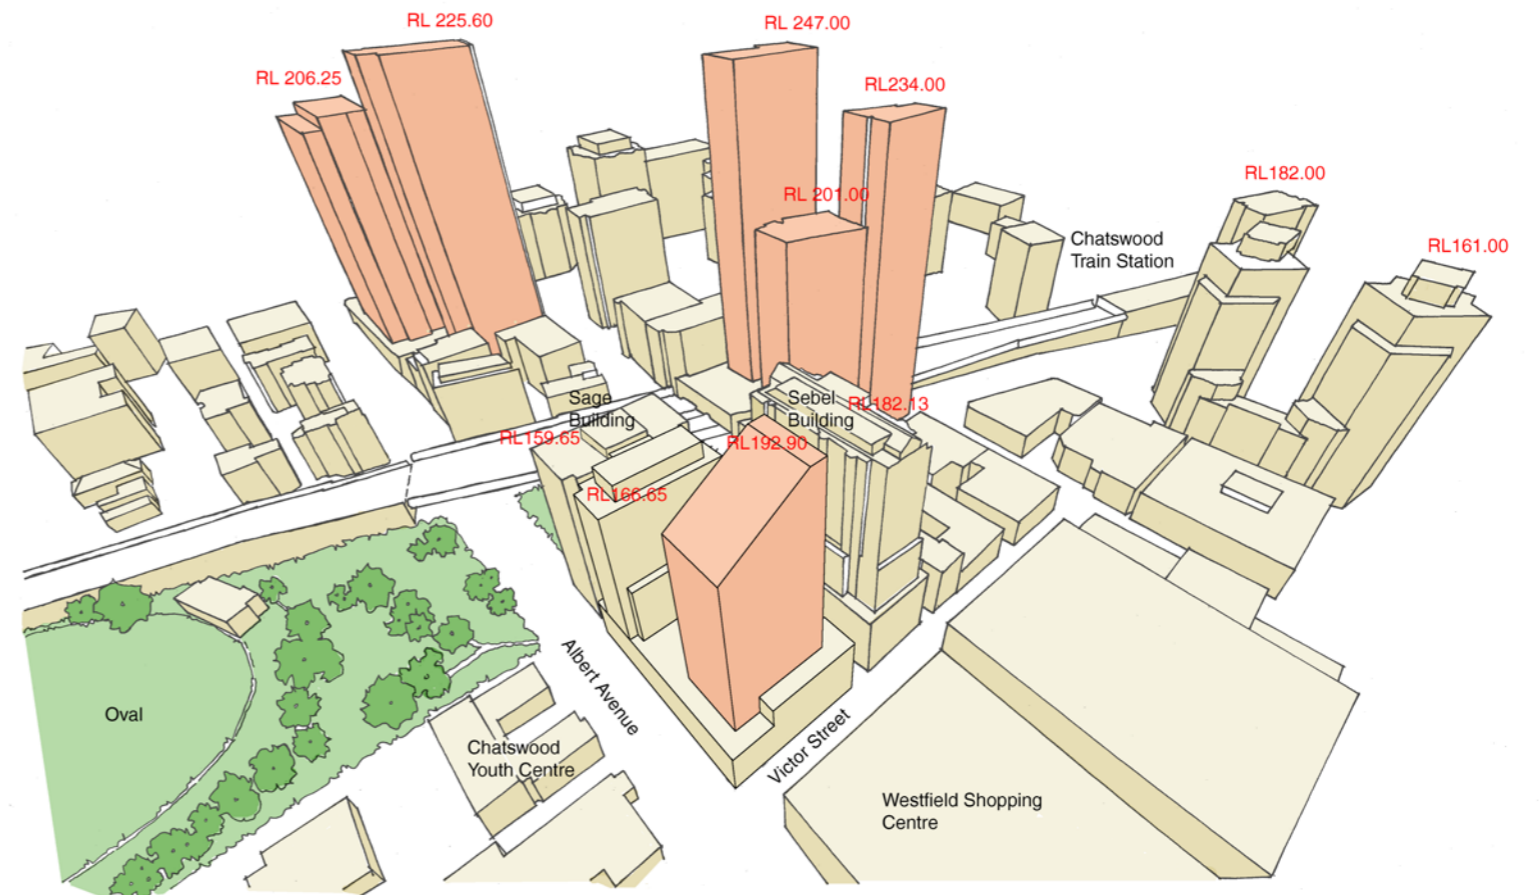 RL 225.60
RL 247.00
RL 206.25
RL234.00
RL182.00
RL 201.00
RL161.00
Chatswood
Train Station
Sage
Building
Sebel
Building
RL182.13
RL159.65
RL192.90
RL166.65
Oval
Albert Avenue
Chatswood
Youth Centre
Victor Street
Westfield Shopping
Centre